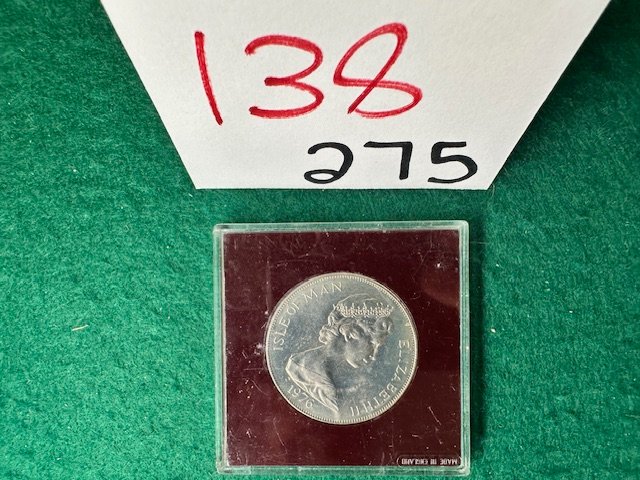 138
275
ISLE OF MAN
ELIZABETH II
1976
MADE IN ENGLAND